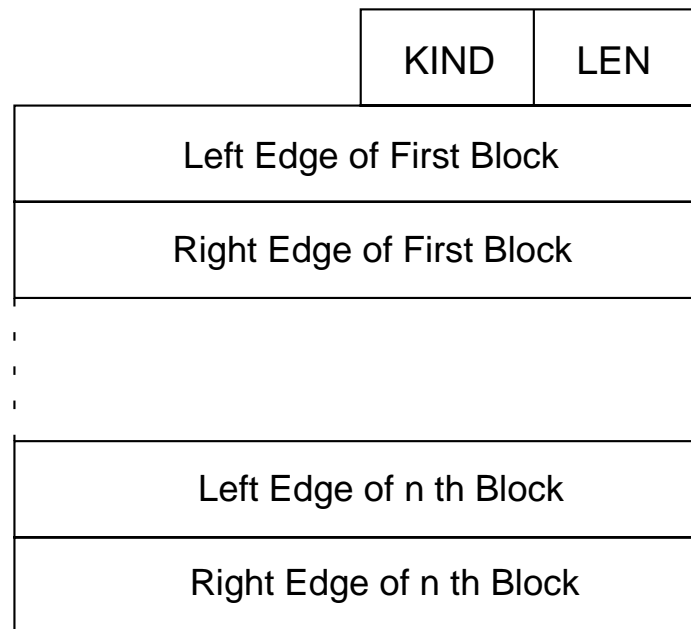 KIND LEN
Left Edge of First Block
Right Edge of First Block
Left Edge of n th Block
Right Edge of n th Block